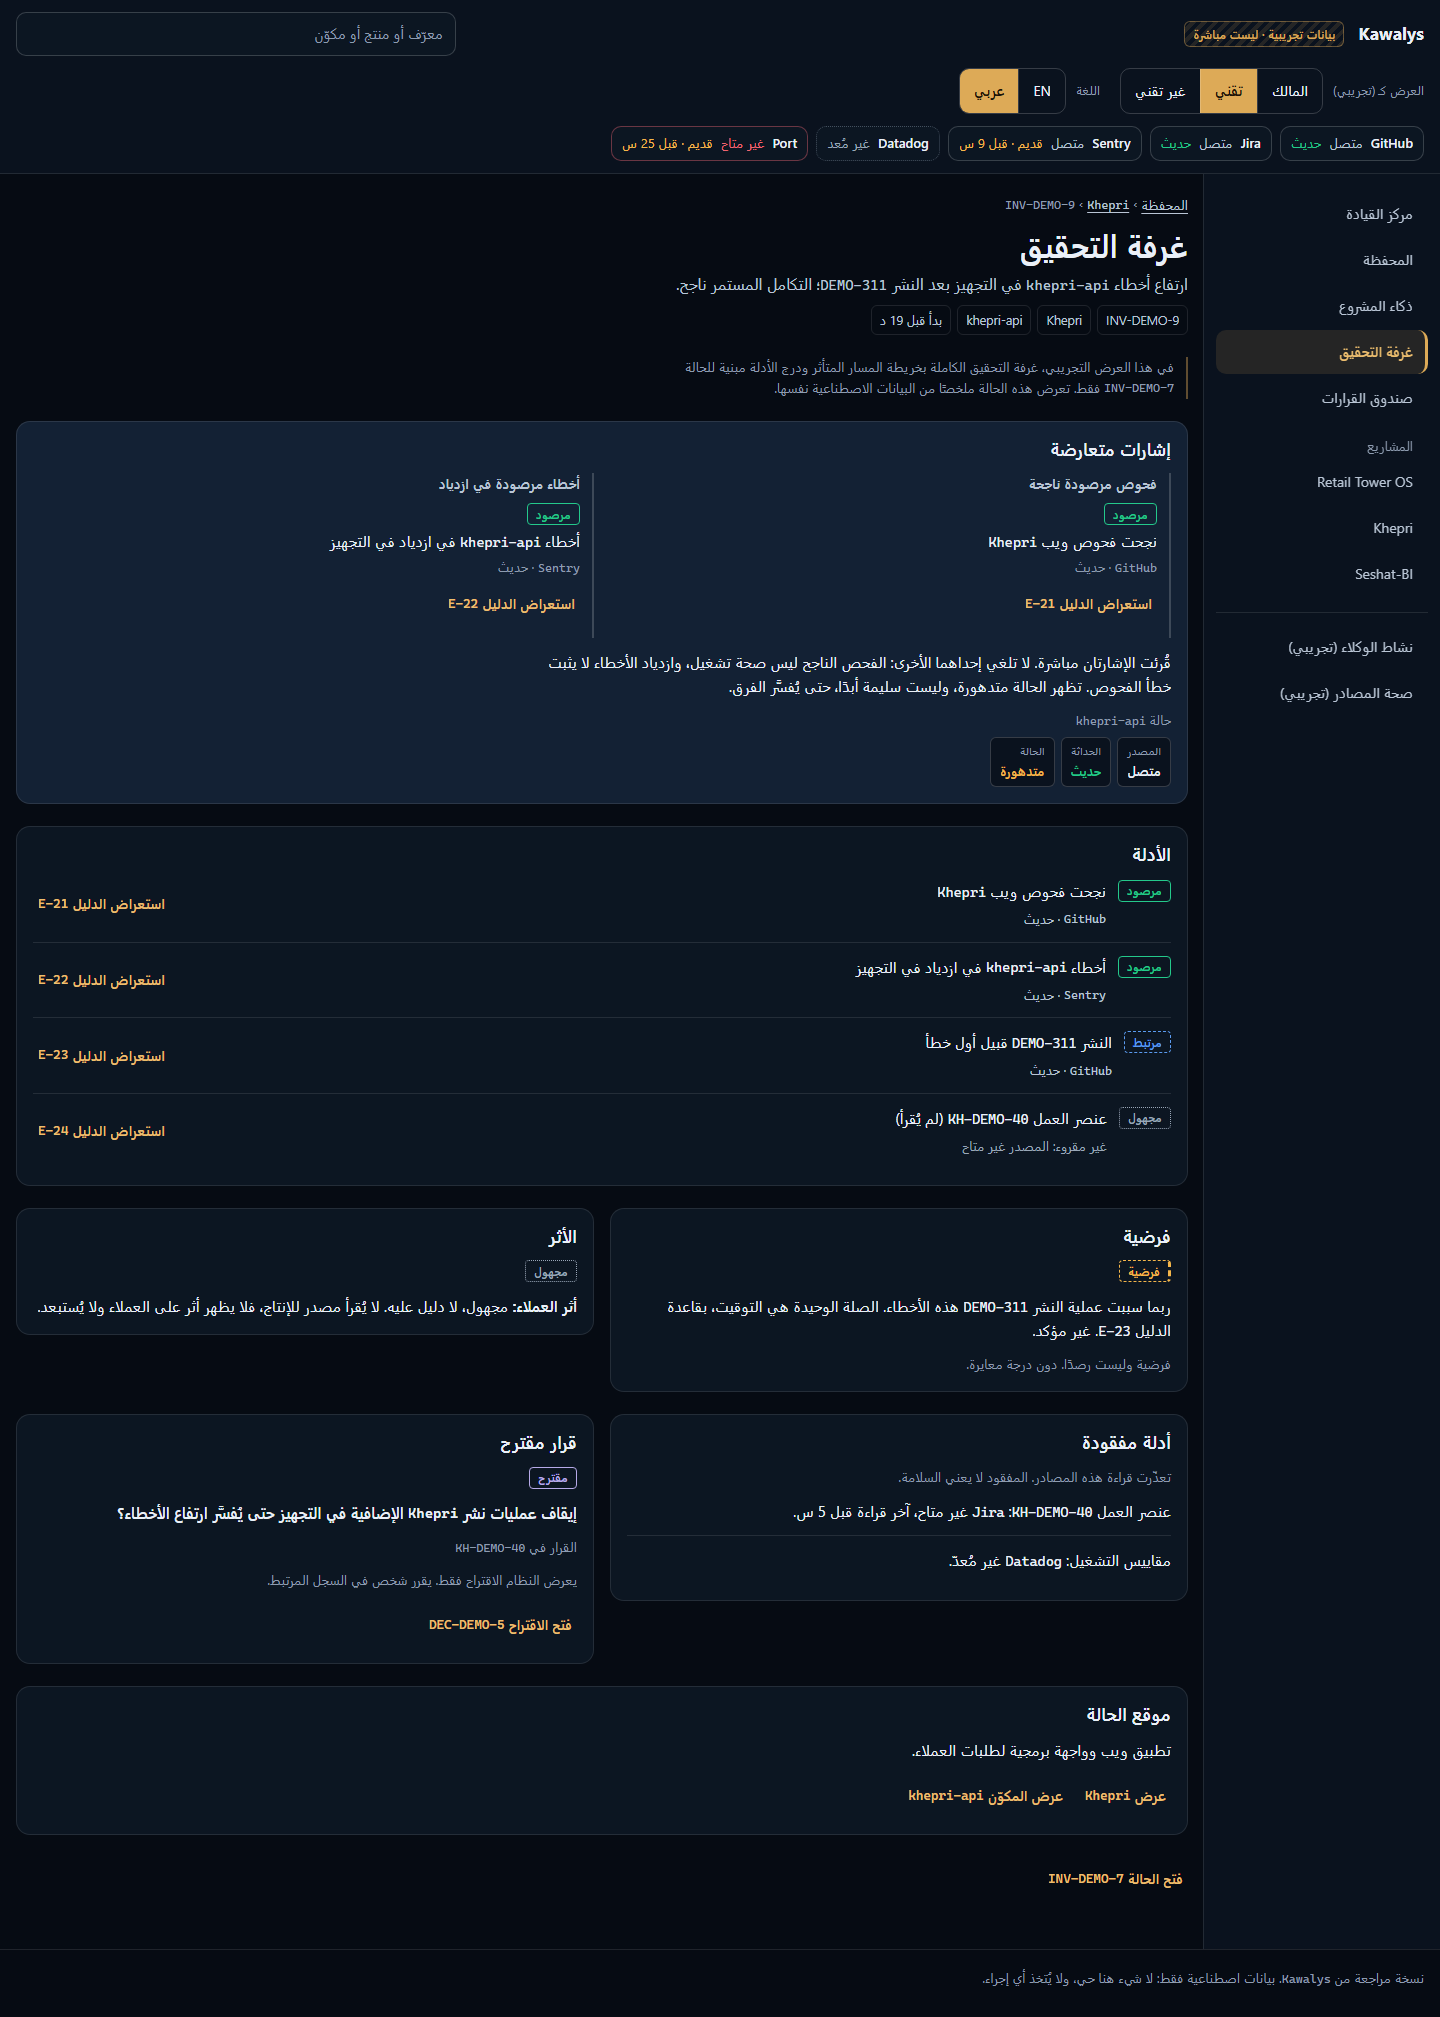 Kawalys
بيانات تجريبية · ليست مباشرة
معرّف أو منتج أو مكوّن
العرض كـ (تجريبي)
المالك
تقني
غير تقني
اللغة
EN
عربي
GitHub متصل حديث
Jira متصل حديث
Sentry متصل قديم · قبل 9 س
Datadog غير مُعد
Port غير متاح قديم · قبل 25 س
مركز القيادة
المحفظة
ذكاء المشروع
غرفة التحقيق
صندوق القرارات
المشاريع
Retail Tower OS
Khepri
Seshat-BI
نشاط الوكلاء (تجريبي)
صحة المصادر (تجريبي)
المحفظة › Khepri › INV-DEMO-9
غرفة التحقيق
ارتفاع أخطاء khepri-api في التجهيز بعد النشر DEMO-311؛ التكامل المستمر ناجح.
INV-DEMO-9
Khepri
khepri-api
بدأ قبل 19 د
في هذا العرض التجريبي، غرفة التحقيق الكاملة بخريطة المسار المتأثر ودرج الأدلة مبنية للحالة
INV-DEMO-7 فقط. تعرض هذه الحالة ملخصًا من البيانات الاصطناعية نفسها.
إشارات متعارضة
فحوص مرصودة ناجحة
مرصود
نجحت فحوص ويب Khepri
GitHub · حديث
استعراض الدليل E-21
أخطاء مرصودة في ازدياد
مرصود
أخطاء khepri-api في ازدياد في التجهيز
Sentry · حديث
استعراض الدليل E-22
قُرئت الإشارتان مباشرة. لا تلغي إحداهما الأخرى: الفحص الناجح ليس صحة تشغيل، وازدياد الأخطاء لا يثبت
خطأ الفحوص. تظهر الحالة متدهورة، وليست سليمة أبدًا، حتى يُفسَّر الفرق.
حالة khepri-api
المصدر
متصل
الحداثة
حديث
الحالة
متدهورة
الأدلة
مرصود
نجحت فحوص ويب Khepri
GitHub · حديث
استعراض الدليل E-21
مرصود
أخطاء khepri-api في ازدياد في التجهيز
Sentry · حديث
استعراض الدليل E-22
مرتبط
النشر DEMO-311 قبيل أول خطأ
GitHub · حديث
استعراض الدليل E-23
مجهول
عنصر العمل KH-DEMO-40 (لم يُقرأ)
غير مقروء: المصدر غير متاح
استعراض الدليل E-24
فرضية
فرضية
ربما سببت عملية النشر DEMO-311 هذه الأخطاء. الصلة الوحيدة هي التوقيت، بقاعدة
الدليل E-23. غير مؤكد.
فرضية وليست رصدًا. دون درجة معايرة.
الأثر
مجهول
أثر العملاء: مجهول، لا دليل عليه. لا يُقرأ مصدر للإنتاج، فلا يظهر أثر على العملاء ولا يُستبعد.
أدلة مفقودة
تعذّرت قراءة هذه المصادر. المفقود لا يعني السلامة.
عنصر العمل KH-DEMO-40: Jira غير متاح، آخر قراءة قبل 5 س.
مقاييس التشغيل: Datadog غير مُعدّ.
قرار مقترح
مقترح
إيقاف عمليات نشر Khepri الإضافية في التجهيز حتى يُفسَّر ارتفاع الأخطاء؟
القرار في KH-DEMO-40
يعرض النظام الاقتراح فقط. يقرر شخص في السجل المرتبط.
فتح الاقتراح DEC-DEMO-5
موقع الحالة
تطبيق ويب وواجهة برمجية لطلبات العملاء.
عرض Khepri
عرض المكوّن khepri-api
فتح الحالة INV-DEMO-7
نسخة مراجعة من Kawalys. بيانات اصطناعية فقط: لا شيء هنا حي، ولا يُتخذ أي إجراء.